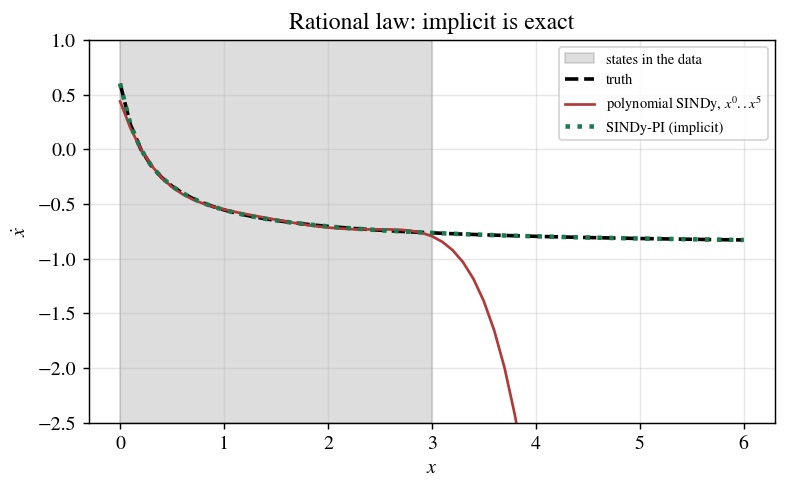 Rational law: implicit is exact
1.0
0.5
0.0
−0.5
−1.0
−1.5
−2.0
−2.5
ẋ
states in the data
truth
polynomial SINDy, x⁰..x⁵
SINDy-PI (implicit)
0 1 2 3 4 5 6
x